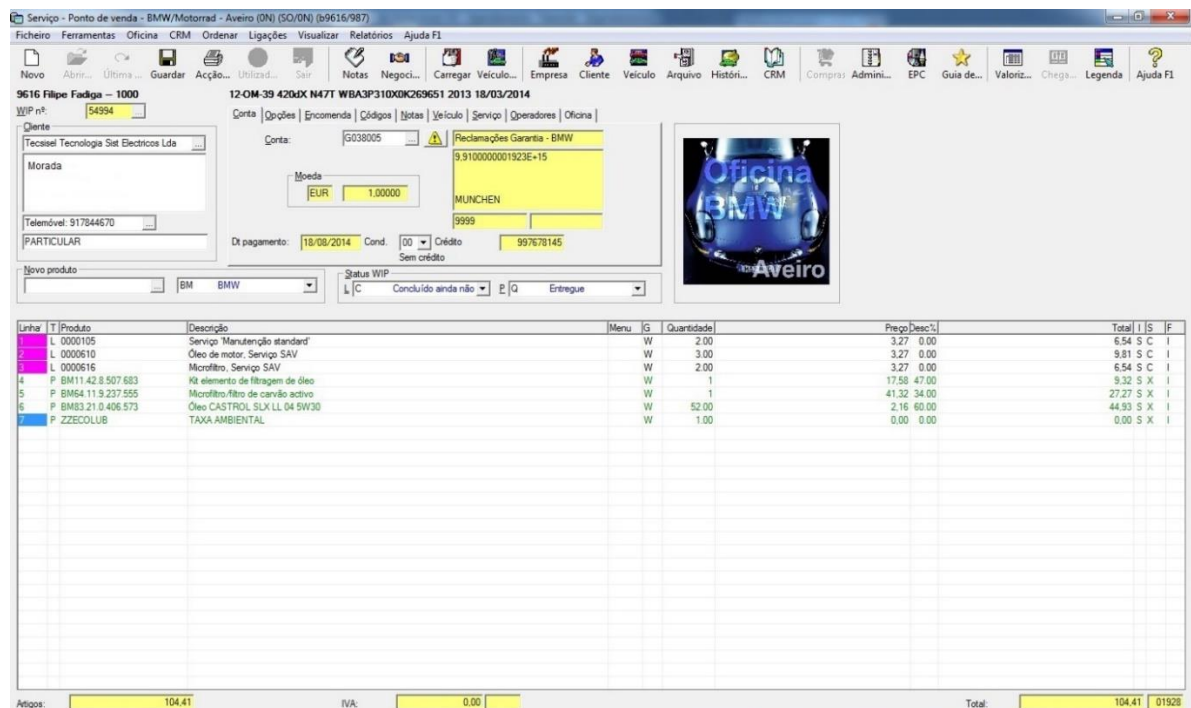 Serviço - Ponto de venda - BMW/Motorrad - Aveiro (0N) (SO/0N) (b9616/987)
Ficheiro Ferramentas Oficina CRM Ordenar Ligações Visualizar Relatórios Ajuda F1
Novo Abrir... Última ... Guardar Acção... Utilizad... Sair Notas Negoci... Carregar Veículo... Empresa Cliente Veículo Arquivo Históri... CRM Compras Admini... EPC Guia de... Valoriz... Chega... Legenda Ajuda F1
9616 Filipe Fadiga -- 1000 12-OM-39 420dX N47T WBA3P310X0K269651 2013 18/03/2014
WIP nº: 54994 ... Conta Opções Encomenda Códigos Notas Veículo Serviço Operadores Oficina
Cliente
Tecsisel Tecnologia Sist Electricos Lda ... Conta: G038005 ... Reclamações Garantia - BMW
Morada 9.9100000001923E+15
Moeda
EUR 1,00000 MUNCHEN
Telemóvel: 917844670 ... 9999
PARTICULAR Dt pagamento: 18/08/2014 Cond. 00 Crédito 997678145
Sem crédito
Oficina
BMW
Aveiro
Novo produto Status WIP
... BM BMW L C Concluído ainda não P Q Entregue
Linha T Produto Descrição Menu G Quantidade Preço Desc% Total I S F
1 L 0000105 Serviço 'Manutenção standard' W 2.00 3,27 0.00 6,54 S C I
2 L 0000610 Óleo de motor, Serviço SAV W 3.00 3,27 0.00 9,81 S C I
3 L 0000616 Microfiltro, Serviço SAV W 2.00 3,27 0.00 6,54 S C I
4 P BM11.42.8.507.683 Kit elemento de filtragem de óleo W 1 17,58 47.00 9,32 S X I
5 P BM64.11.9.237.555 Microfiltro/filtro de carvão activo W 1 41,32 34.00 27,27 S X I
6 P BM83.21.0.406.573 Óleo CASTROL SLX LL 04 5W30 W 52.00 2,16 60.00 44,93 S X I
7 P ZZECOLUB TAXA AMBIENTAL W 1.00 0,00 0.00 0,00 S X I
Artigos: 104,41 IVA: 0,00 Total: 104,41 01928